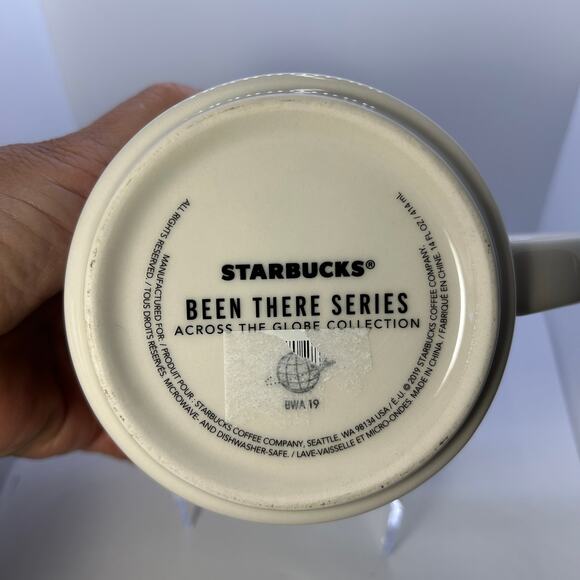 STARBUCKS®
BEEN THERE SERIES
ACROSS THE GLOBE COLLECTION
BWA 19
ALL RIGHTS RESERVED. / TOUS DROITS RÉSERVÉS. MICROWAVE- AND DISHWASHER-SAFE. / LAVE-VAISSELLE ET MICRO-ONDES. MADE IN CHINA / FABRIQUÉ EN CHINE. 14 FL OZ / 414 mL
MANUFACTURED FOR: / PRODUIT POUR : STARBUCKS COFFEE COMPANY, SEATTLE, WA 98134 USA / É.-U. © 2019 STARBUCKS COFFEE COMPANY.